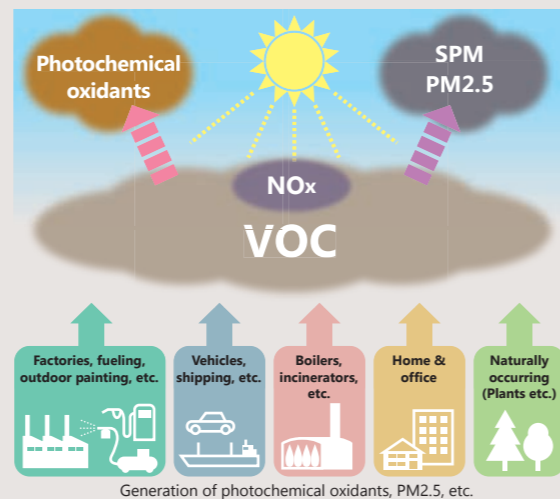 Photochemical
oxidants
SPM
PM2.5
NOx
VOC
Factories, fueling,
outdoor painting, etc.
Vehicles,
shipping, etc.
Boilers,
incinerators,
etc.
Home &
office
Naturally
occurring
(Plants etc.)
Generation of photochemical oxidants, PM2.5, etc.